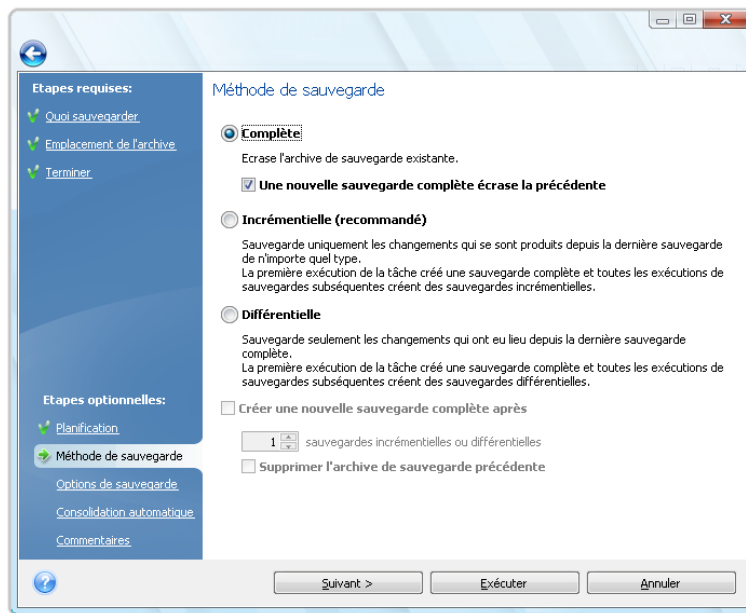 Etapes requises:
Quoi sauvegarder
Emplacement de l'archive
Terminer
Etapes optionnelles:
Planification
Méthode de sauvegarde
Options de sauvegarde
Consolidation automatique
Commentaires
Méthode de sauvegarde
Complète
Ecrase l'archive de sauvegarde existante.
Une nouvelle sauvegarde complète écrase la précédente
Incrémentielle (recommandé)
Sauvegarde uniquement les changements qui se sont produits depuis la dernière sauvegarde
de n'importe quel type.
La première exécution de la tâche créé une sauvegarde complète et toutes les exécutions de
sauvegardes subséquentes créent des sauvegardes incrémentielles.
Différentielle
Sauvegarde seulement les changements qui ont eu lieu depuis la dernière sauvegarde
complète.
La première exécution de la tâche créé une sauvegarde complète et toutes les exécutions de
sauvegardes subséquentes créent des sauvegardes différentielles.
Créer une nouvelle sauvegarde complète après
1 sauvegardes incrémentielles ou différentielles
Supprimer l'archive de sauvegarde précédente
Suivant > Exécuter Annuler